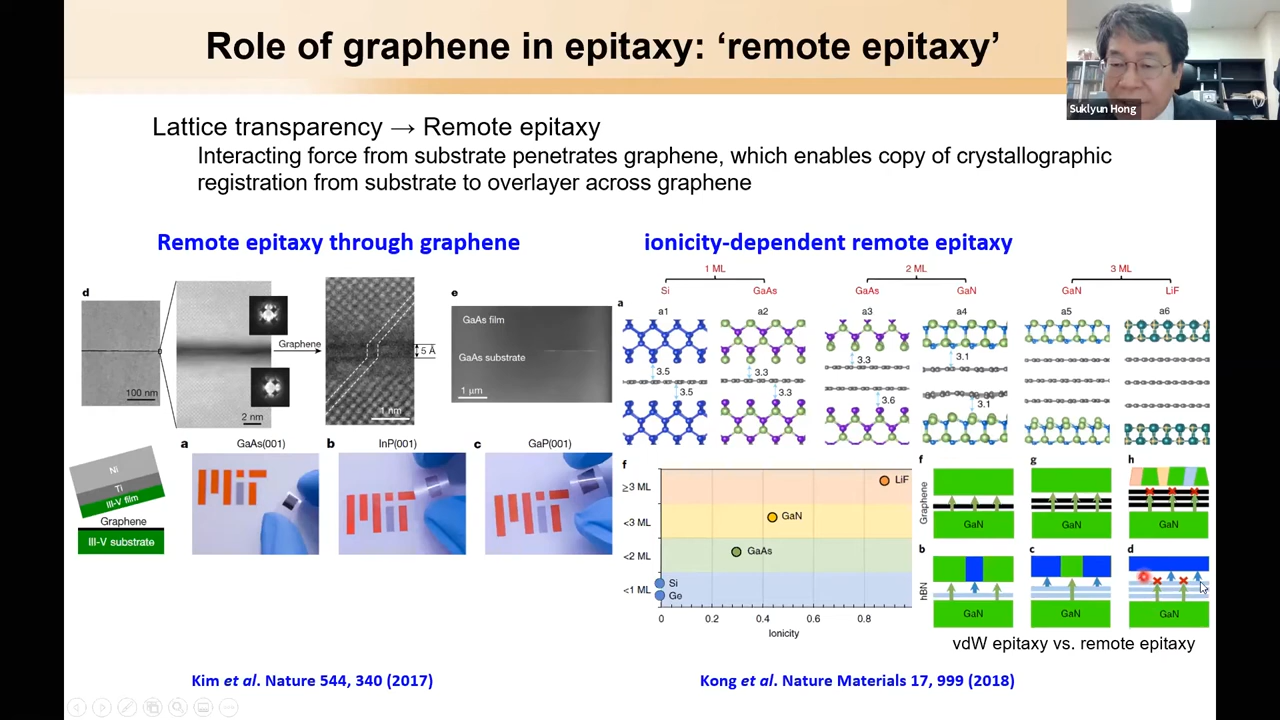 Role of graphene in epitaxy: ‘remote epitaxy’
Suklyun Hong
Lattice transparency → Remote epitaxy
Interacting force from substrate penetrates graphene, which enables copy of crystallographic
registration from substrate to overlayer across graphene
Remote epitaxy through graphene
d
100 nm
2 nm
Graphene
5 Å
1 nm
e
GaAs film
GaAs substrate
1 μm
Ni
Ti
III-V film
Graphene
III-V substrate
a GaAs(001)
b InP(001)
c GaP(001)
MIT
MIT
MIT
Kim et al. Nature 544, 340 (2017)
ionicity-dependent remote epitaxy
1 ML 2 ML 3 ML
Si GaAs GaAs GaN GaN LiF
a a1 a2 a3 a4 a5 a6
3.5 3.3 3.3 3.1
3.5 3.3 3.6 3.1
f
≥3 ML
<3 ML
<2 ML
<1 ML
LiF
GaN
GaAs
Si
Ge
0 0.2 0.4 0.6 0.8
Ionicity
f g h
Graphene
GaN GaN GaN
b c d
hBN
GaN GaN GaN
vdW epitaxy vs. remote epitaxy
Kong et al. Nature Materials 17, 999 (2018)